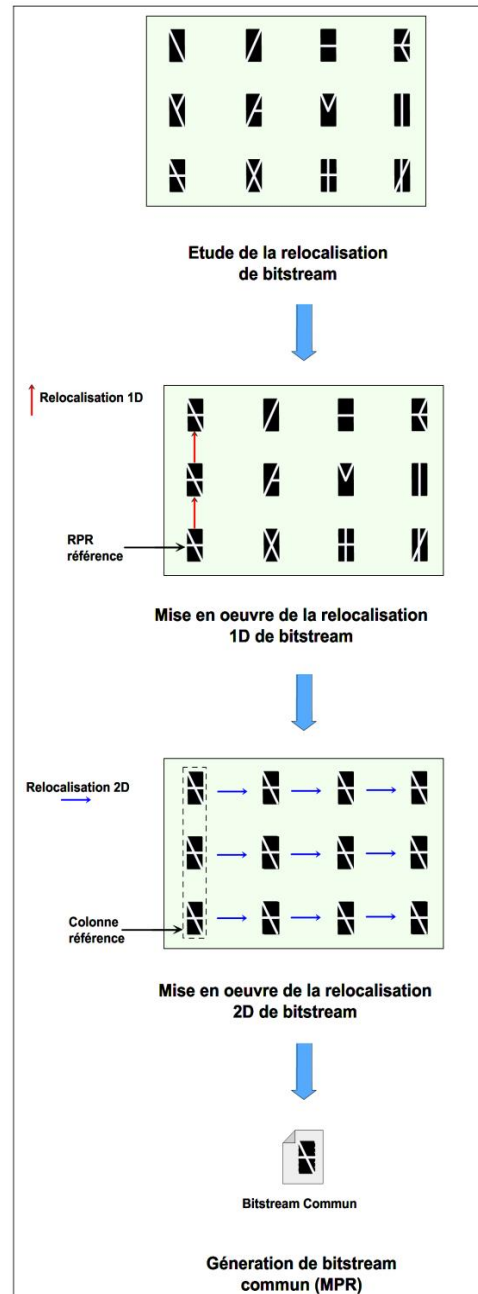 Etude de la relocalisation
de bitstream
Relocalisation 1D
RPR
référence
Mise en oeuvre de la relocalisation
1D de bitstream
Relocalisation 2D
Colonne
référence
Mise en oeuvre de la relocalisation
2D de bitstream
Bitstream Commun
Géneration de bitstream
commun (MPR)